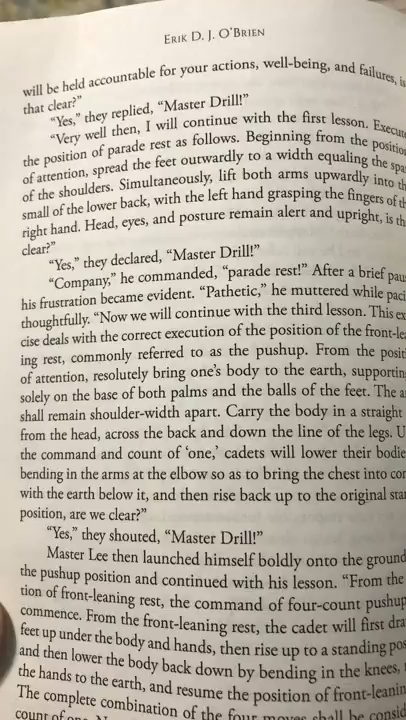 ERIK D. J. O'BRIEN
will be held accountable for your actions, well-being, and failures, is
that clear?"
"Yes," they replied, "Master Drill!"
"Very well then, I will continue with the first lesson. Execute
the position of parade rest as follows. Beginning from the position
of attention, spread the feet outwardly to a width equaling the spa
of the shoulders. Simultaneously, lift both arms upwardly into th
small of the lower back, with the left hand grasping the fingers of th
right hand. Head, eyes, and posture remain alert and upright, is th
clear?"
"Yes," they declared, "Master Drill!"
"Company," he commanded, "parade rest!" After a brief pau
his frustration became evident. "Pathetic," he muttered while paci
thoughtfully. "Now we will continue with the third lesson. This ex
cise deals with the correct execution of the position of the front-le
ing rest, commonly referred to as the pushup. From the posit
of attention, resolutely bring one's body to the earth, supportin
solely on the base of both palms and the balls of the feet. The a
shall remain shoulder-width apart. Carry the body in a straight
from the head, across the back and down the line of the legs. U
the command and count of 'one,' cadets will lower their bodie
bending in the arms at the elbow so as to bring the chest into con
with the earth below it, and then rise back up to the original star
position, are we clear?"
"Yes," they shouted, "Master Drill!"
Master Lee then launched himself boldly onto the ground
the pushup position and continued with his lesson. "From the
tion of front-leaning rest, the command of four-count pushup
commence. From the front-leaning rest, the cadet will first dra
feet up under the body and hands, then rise up to a standing pos
and then lower the body back down by bending in the knees,
the hands to the earth, and resume the position of front-leanin
The complete combination of the four moves shall be consid
count of one.